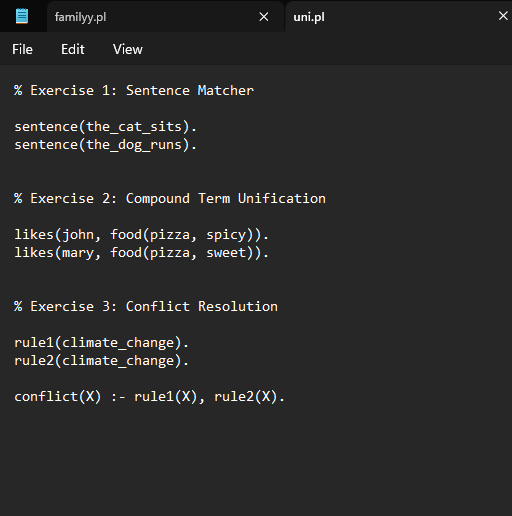 familyy.pl
uni.pl
File Edit View
% Exercise 1: Sentence Matcher
sentence(the_cat_sits).
sentence(the_dog_runs).
% Exercise 2: Compound Term Unification
likes(john, food(pizza, spicy)).
likes(mary, food(pizza, sweet)).
% Exercise 3: Conflict Resolution
rule1(climate_change).
rule2(climate_change).
conflict(X) :- rule1(X), rule2(X).